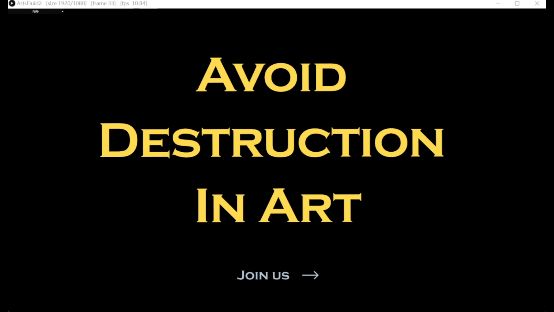 Avoid
Destruction
In Art
Join us →